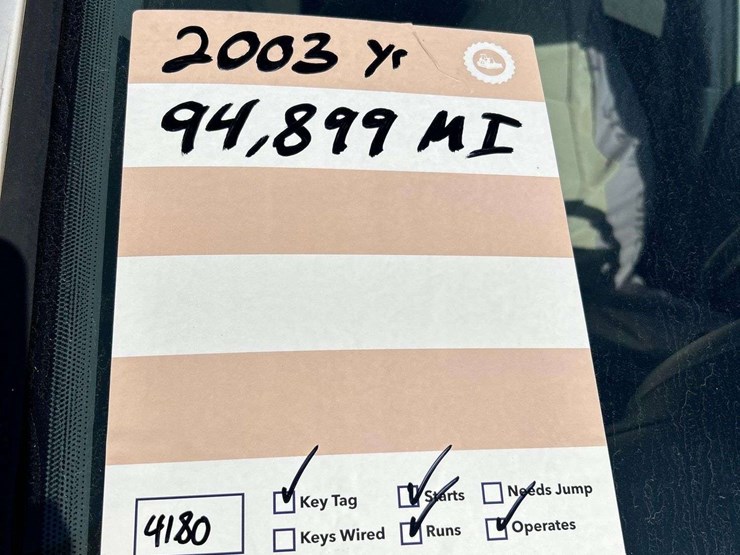 2003 Yr
94,899 MI
4180
Key Tag
Starts
Needs Jump
Keys Wired
Runs
Operates